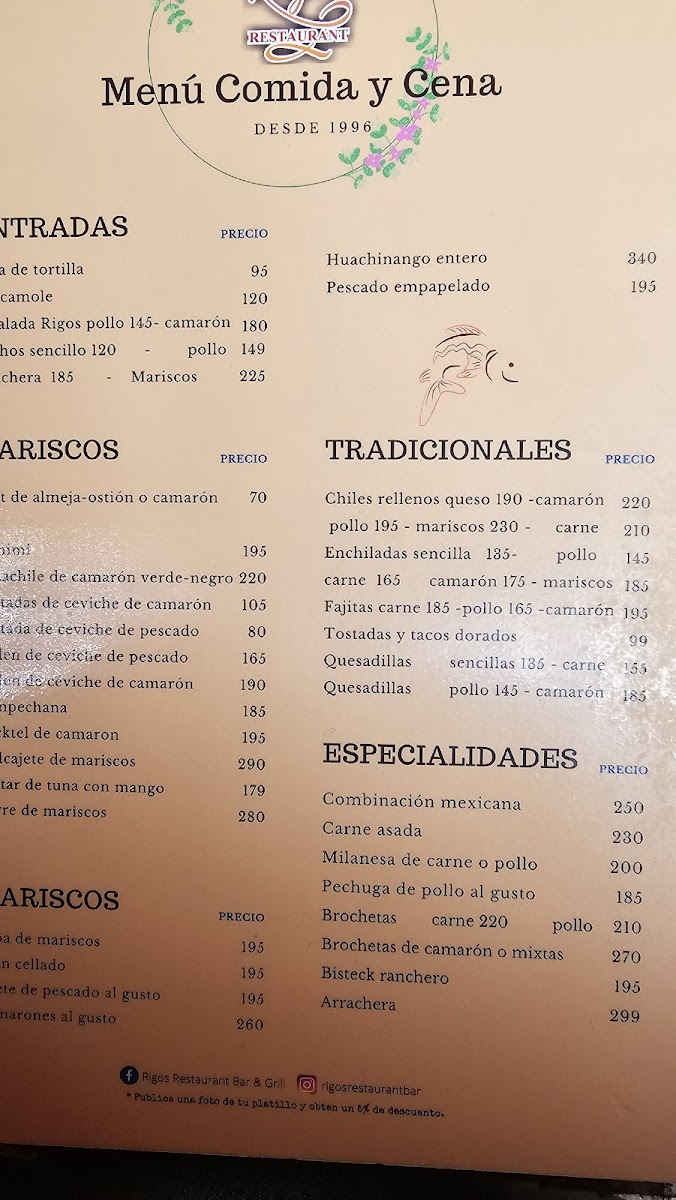 RESTAURANT
Menú Comida y Cena
DESDE 1996
NTRADAS PRECIO
a de tortilla 95
camole 120
alada Rigos pollo 145- camarón 180
hos sencillo 120 - pollo 149
chera 185 - Mariscos 225
ARISCOS PRECIO
t de almeja-ostión o camarón 70
195
achile de camarón verde-negro 220
tadas de ceviche de camarón 105
tada de ceviche de pescado 80
den de ceviche de pescado 165
den de ceviche de camarón 190
mpechana 185
cktel de camaron 195
lcajete de mariscos 290
tar de tuna con mango 179
rre de mariscos 280
ARISCOS PRECIO
pa de mariscos 195
n cellado 195
ete de pescado al gusto 195
marones al gusto 260
Huachinango entero 340
Pescado empapelado 195
TRADICIONALES PRECIO
Chiles rellenos queso 190 -camarón 220
pollo 195 - mariscos 230 - carne 210
Enchiladas sencilla 135- pollo 145
carne 165 camarón 175 - mariscos 185
Fajitas carne 185 -pollo 165 -camarón 195
Tostadas y tacos dorados 99
Quesadillas sencillas 135 - carne 155
Quesadillas pollo 145 - camarón 185
ESPECIALIDADES PRECIO
Combinación mexicana 250
Carne asada 230
Milanesa de carne o pollo 200
Pechuga de pollo al gusto 185
Brochetas carne 220 pollo 210
Brochetas de camarón o mixtas 270
Bisteck ranchero 195
Arrachera 299
Rigos Restaurant Bar & Grill rigosrestaurantbar
* Publica una foto de tu platillo y obten un 5% de descuento.